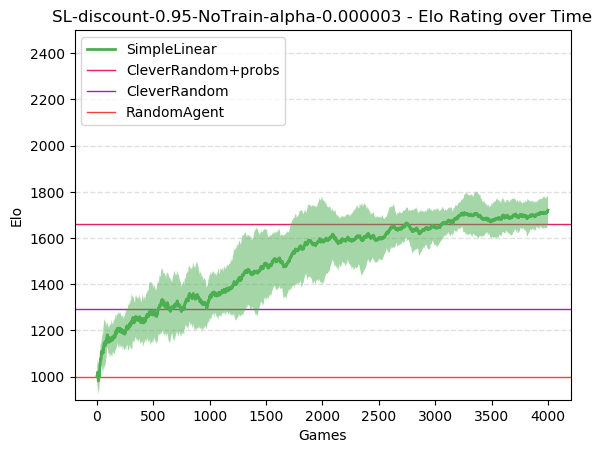 SL-discount-0.95-NoTrain-alpha-0.000003 - Elo Rating over Time
SimpleLinear
CleverRandom+probs
CleverRandom
RandomAgent
2400
2200
2000
1800
1600
1400
1200
1000
Elo
0 500 1000 1500 2000 2500 3000 3500 4000
Games